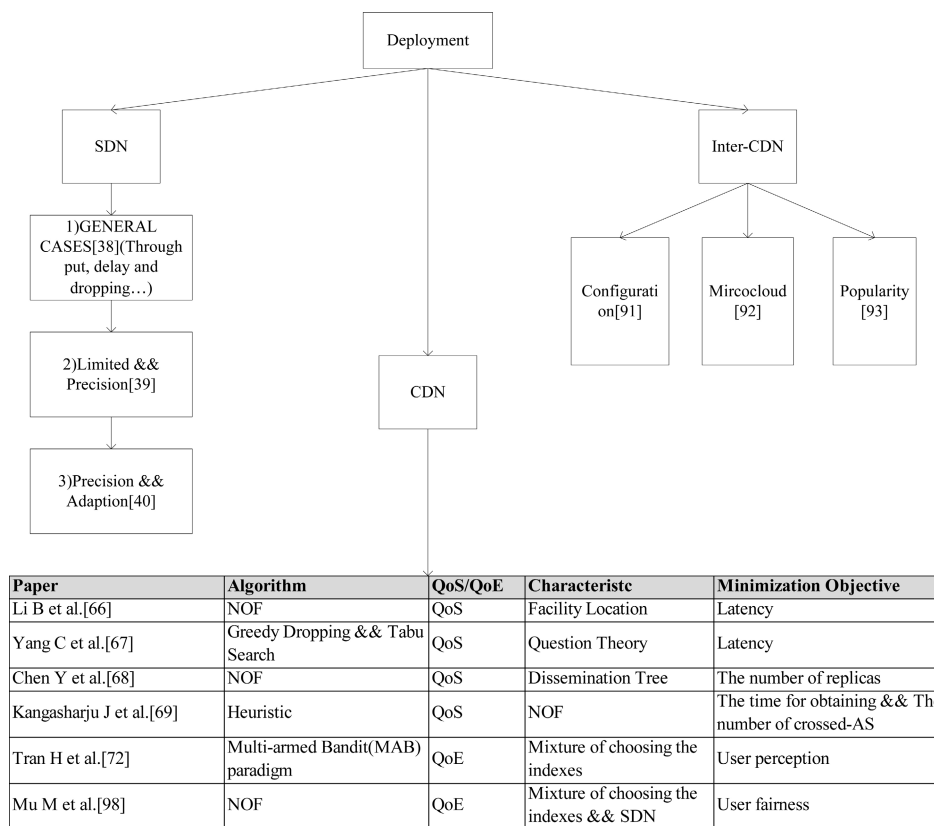 Deployment
SDN
Inter-CDN
1)GENERAL
CASES[38](Through
put, delay and
dropping…)
Configurati
on[91]
Mircocloud
[92]
Popularity
[93]
2)Limited &&
Precision[39]
CDN
3)Precision &&
Adaption[40]
Paper Algorithm QoS/QoE Characteristc Minimization Objective
Li B et al.[66] NOF QoS Facility Location Latency
Yang C et al.[67] Greedy Dropping && Tabu
Search QoS Question Theory Latency
Chen Y et al.[68] NOF QoS Dissemination Tree The number of replicas
Kangasharju J et al.[69] Heuristic QoS NOF The time for obtaining && Th
number of crossed-AS
Tran H et al.[72] Multi-armed Bandit(MAB)
paradigm QoE Mixture of choosing the
indexes User perception
Mu M et al.[98] NOF QoE Mixture of choosing the
indexes && SDN User fairness